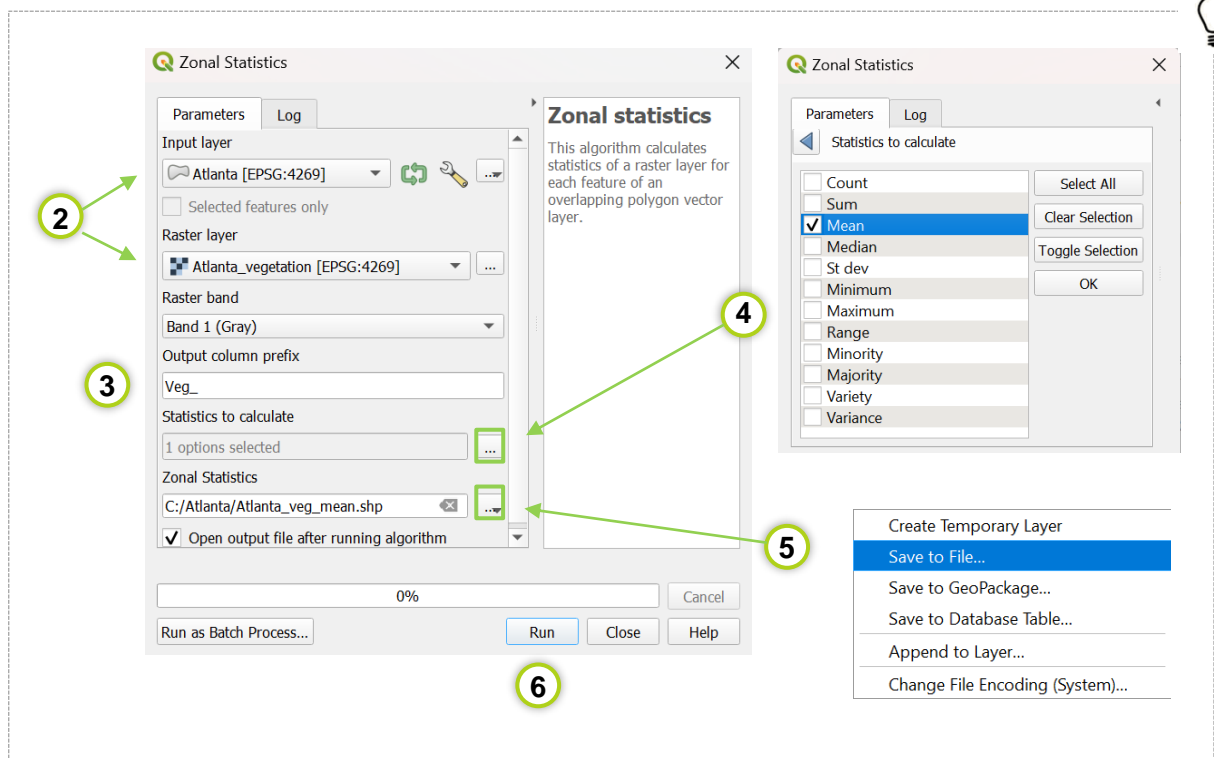 Zonal Statistics
Parameters
Log
Input layer
Atlanta [EPSG:4269]
...
Selected features only
Raster layer
Atlanta_vegetation [EPSG:4269]
...
Raster band
Band 1 (Gray)
Output column prefix
Veg_
Statistics to calculate
1 options selected
...
Zonal Statistics
C:/Atlanta/Atlanta_veg_mean.shp
...
Open output file after running algorithm
Zonal statistics
This algorithm calculates
statistics of a raster layer for
each feature of an
overlapping polygon vector
layer.
0%
Cancel
Run as Batch Process...
Run
Close
Help
2
3
4
5
6
Zonal Statistics
Parameters
Log
Statistics to calculate
Count
Sum
Mean
Median
St dev
Minimum
Maximum
Range
Minority
Majority
Variety
Variance
Select All
Clear Selection
Toggle Selection
OK
Create Temporary Layer
Save to File...
Save to GeoPackage...
Save to Database Table...
Append to Layer...
Change File Encoding (System)...